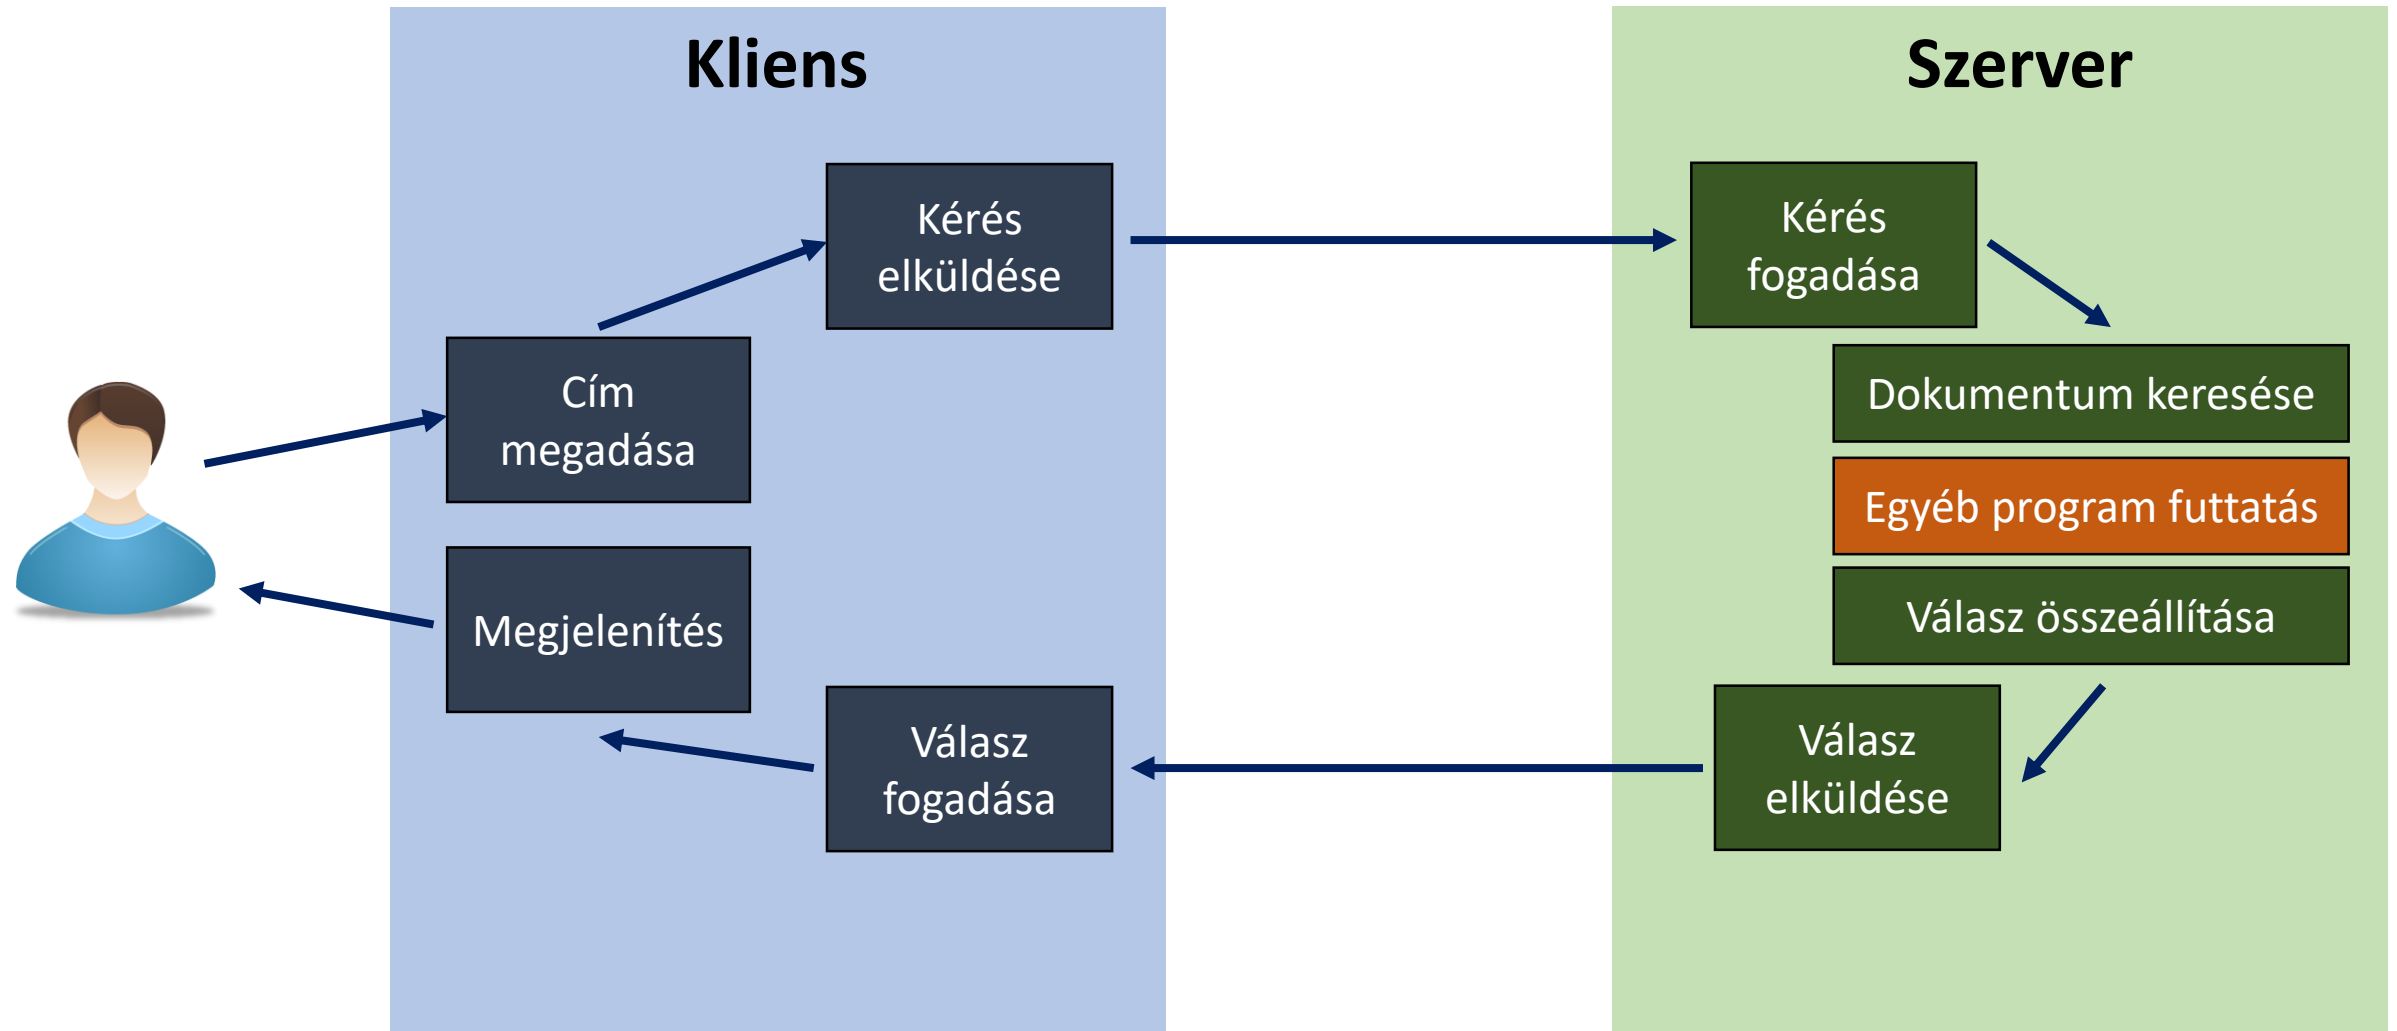 Kliens
Szerver
Kérés
elküldése
Kérés
fogadása
Cím
megadása
Dokumentum keresése
Egyéb program futtatás
Válasz összeállítása
Megjelenítés
Válasz
fogadása
Válasz
elküldése